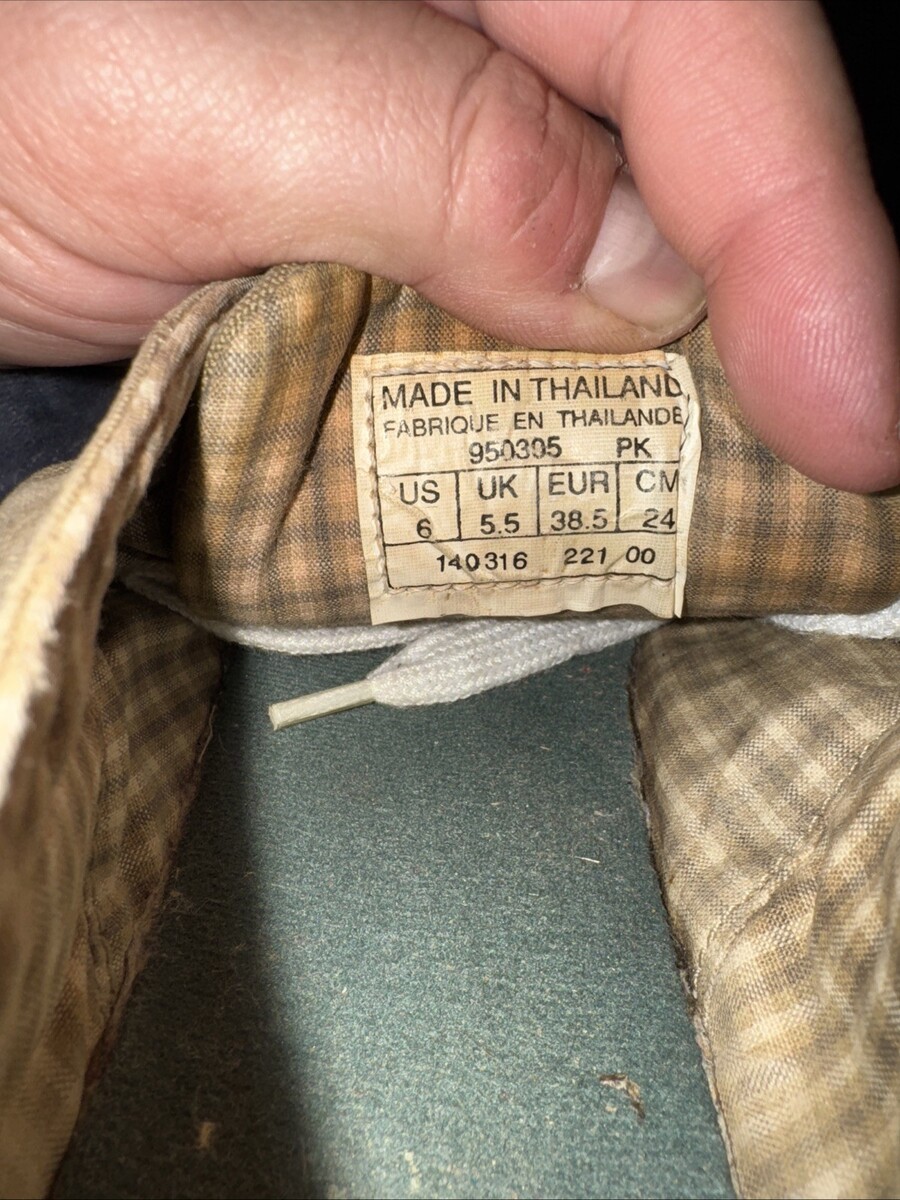 MADE IN THAILAND
FABRIQUE EN THAILANDE
950305 PK
US UK EUR CM
6 5.5 38.5 24
140316 221 00